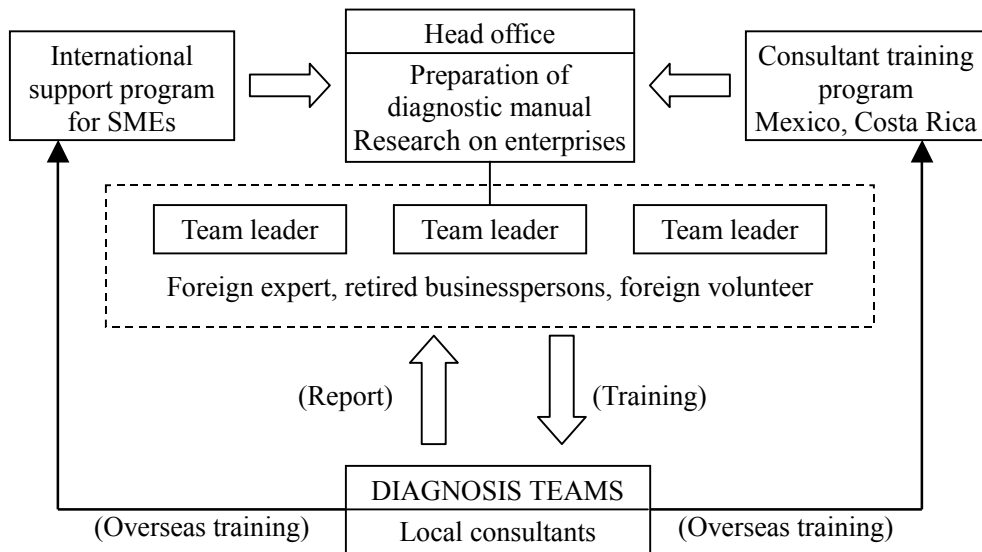 International
support program
for SMEs
Head office
Preparation of
diagnostic manual
Research on enterprises
Consultant training
program
Mexico, Costa Rica
Team leader
Team leader
Team leader
Foreign expert, retired businesspersons, foreign volunteer
(Report)
(Training)
DIAGNOSIS TEAMS
Local consultants
(Overseas training)
(Overseas training)